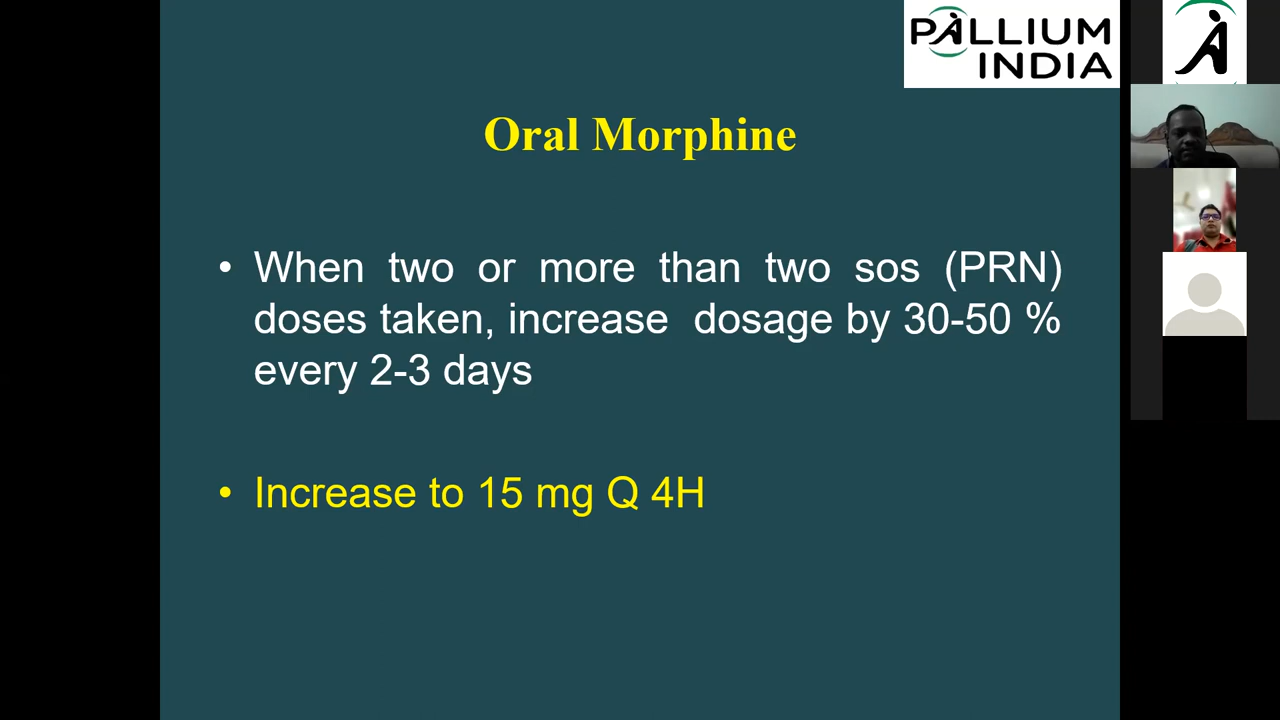 PALLIUM
INDIA
Oral Morphine
• When two or more than two sos (PRN)
doses taken, increase dosage by 30-50 %
every 2-3 days
• Increase to 15 mg Q 4H